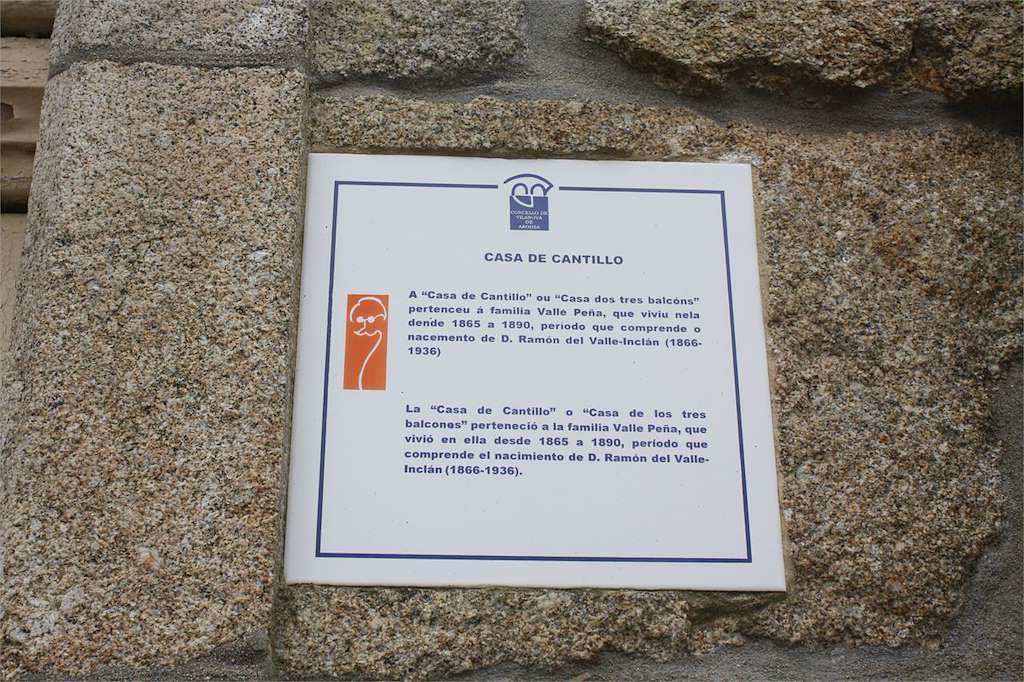 CONCELLO DE
VILANOVA
DE
AROUSA
CASA DE CANTILLO
A “Casa de Cantillo” ou “Casa dos tres balcóns”
pertenceu á familia Valle Peña, que viviu nela
dende 1865 a 1890, período que comprende o
nacemento de D. Ramón del Valle-Inclán (1866-
1936)
La “Casa de Cantillo” o “Casa de los tres
balcones” perteneció a la familia Valle Peña, que
vivió en ella desde 1865 a 1890, período que
comprende el nacimiento de D. Ramón del Valle-
Inclán (1866-1936).